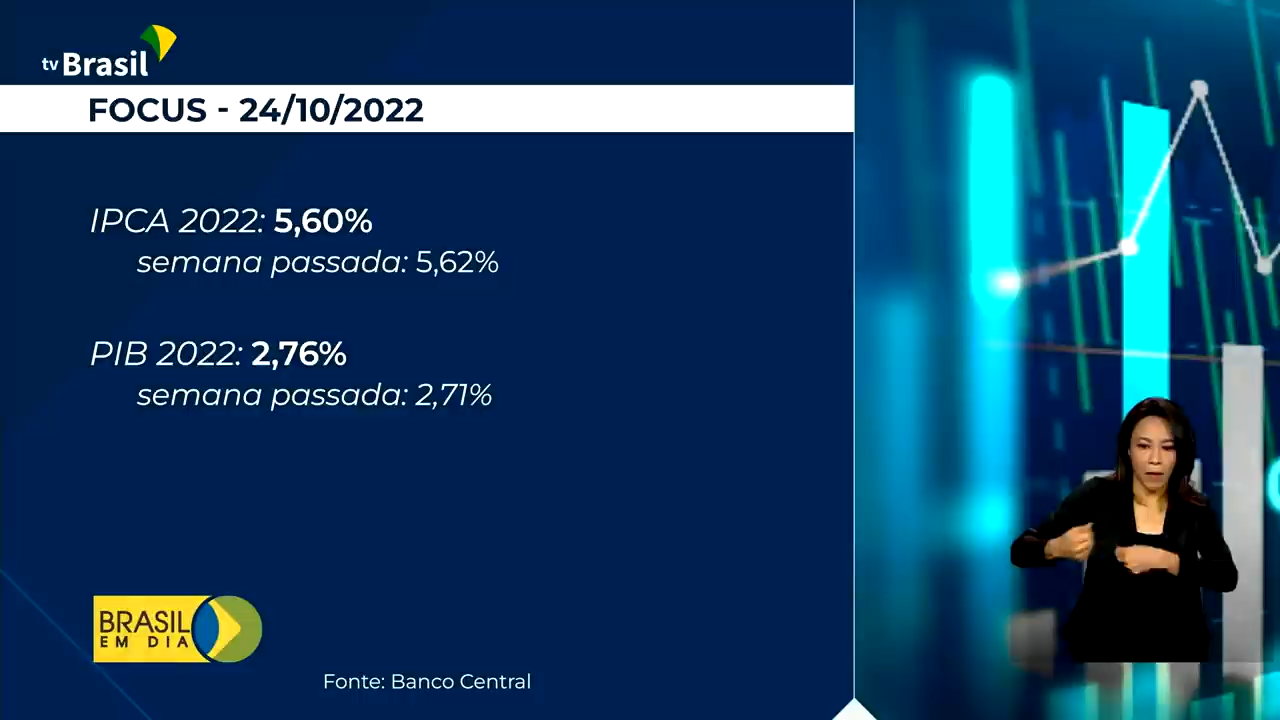 tv Brasil
FOCUS - 24/10/2022
IPCA 2022: 5,60%
semana passada: 5,62%
PIB 2022: 2,76%
semana passada: 2,71%
BRASIL
EM DIA
Fonte: Banco Central